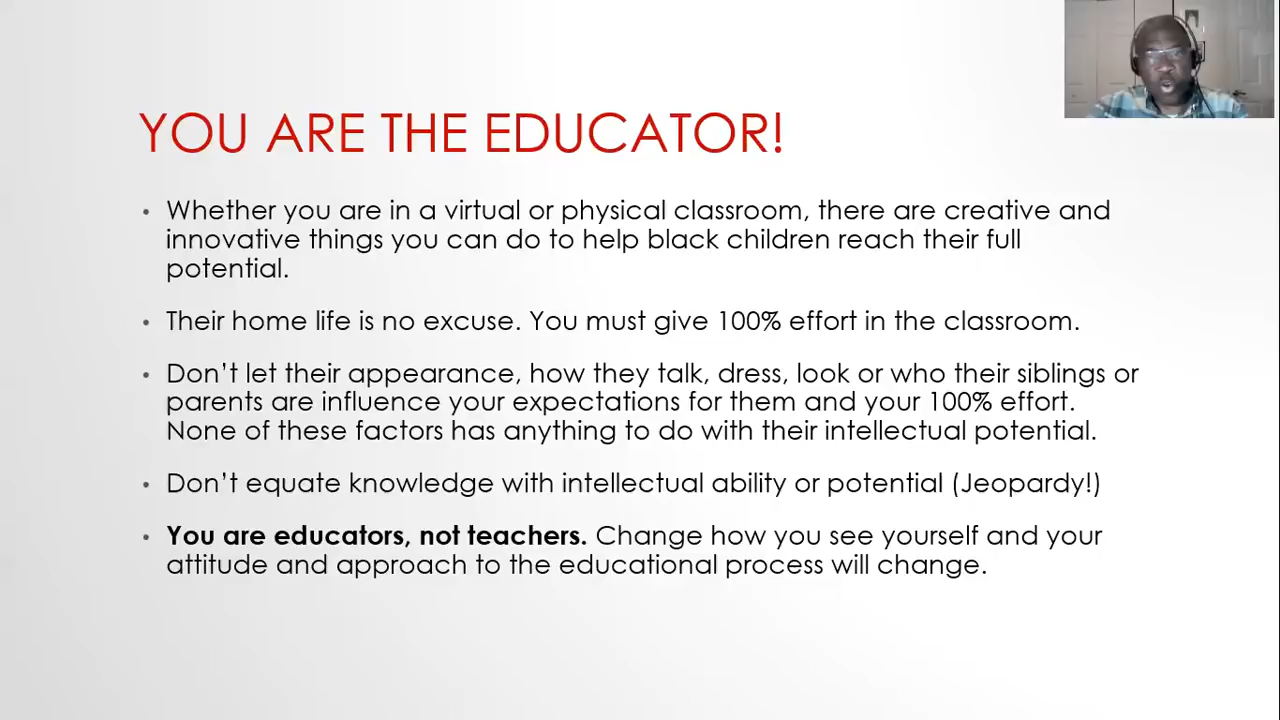 YOU ARE THE EDUCATOR!
• Whether you are in a virtual or physical classroom, there are creative and
innovative things you can do to help black children reach their full
potential.
• Their home life is no excuse. You must give 100% effort in the classroom.
• Don’t let their appearance, how they talk, dress, look or who their siblings or
parents are influence your expectations for them and your 100% effort.
None of these factors has anything to do with their intellectual potential.
• Don’t equate knowledge with intellectual ability or potential (Jeopardy!)
• You are educators, not teachers. Change how you see yourself and your
attitude and approach to the educational process will change.